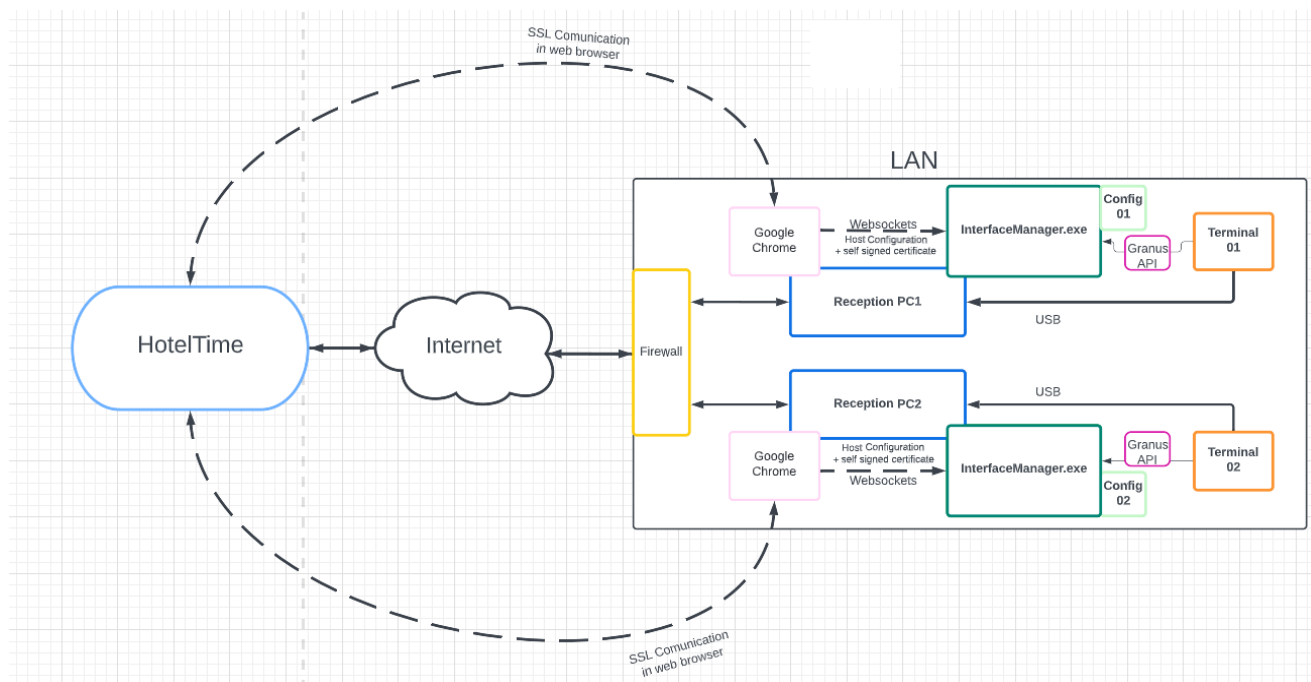 SSL Comunication
in web browser
LAN
Google
Chrome
Websockets
Host Configuration
+ self signed certificate
InterfaceManager.exe
Config
01
Granus
API
Terminal
01
Reception PC1
USB
HotelTime
Internet
Firewall
Reception PC2
USB
Google
Chrome
Host Configuration
+ self signed certificate
Websockets
InterfaceManager.exe
Granus
API
Config
02
Terminal
02
SSL Comunication
in web browser